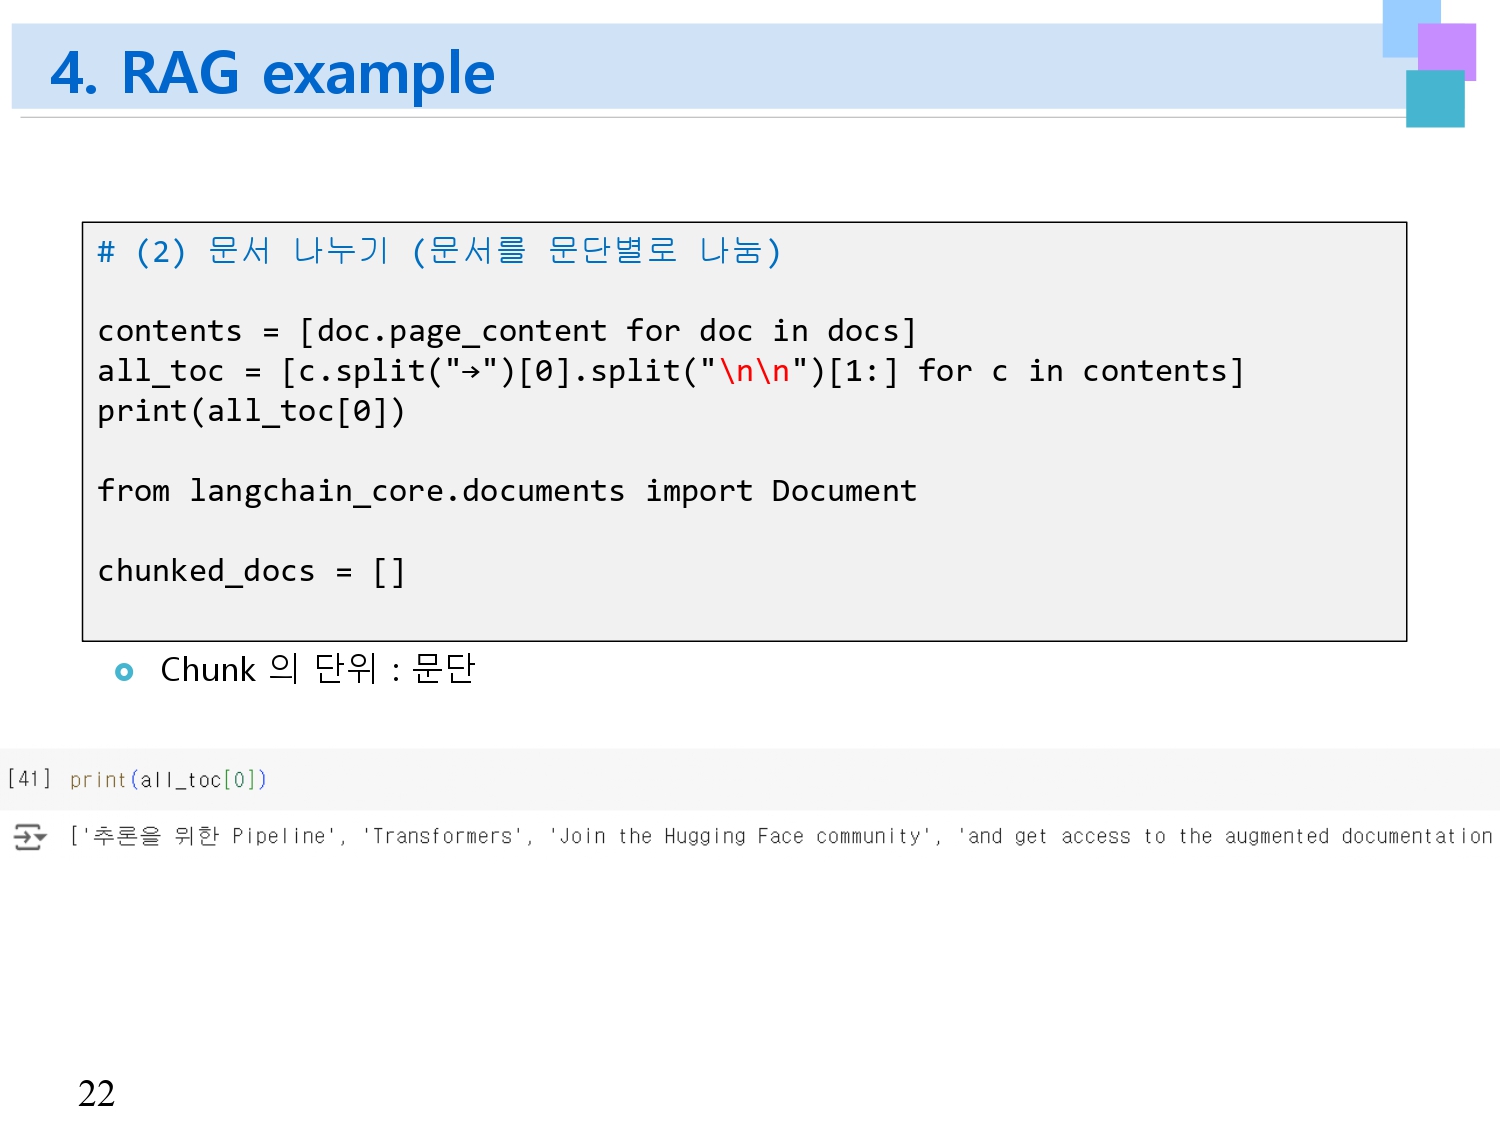 4. RAG example
# (2) 문서 나누기 (문서를 문단별로 나눔)
contents = [doc.page_content for doc in docs]
all_toc = [c.split("→")[0].split("\n\n")[1:] for c in contents]
print(all_toc[0])
from langchain_core.documents import Document
chunked_docs = []
Chunk 의 단위 : 문단
[41] print(all_toc[0])
['추론을 위한 Pipeline', 'Transformers', 'Join the Hugging Face community', 'and get access to the augmented documentation
22